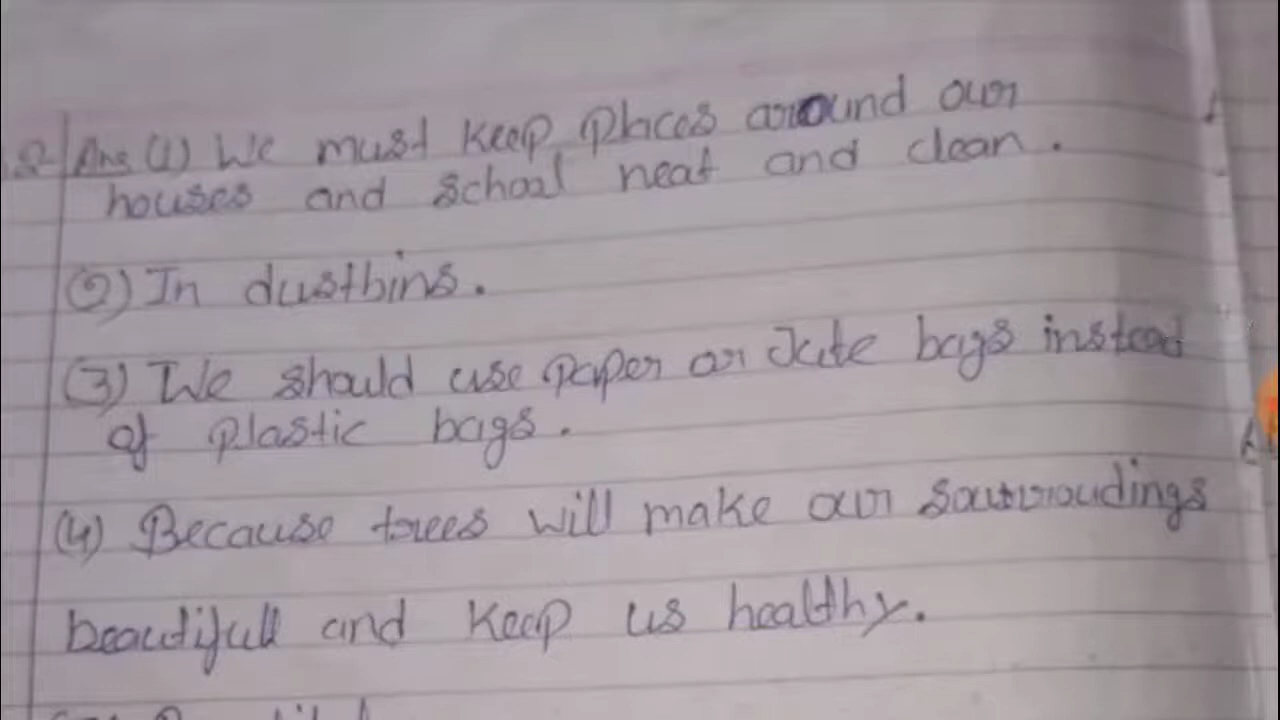 2 Ans (1) We must keep places around our
houses and school neat and clean.
(2) In dustbins.
(3) We should use paper or Jute bags instead
of plastic bags.
(4) Because trees will make our sourroudings
beautifull and keep us healthy.